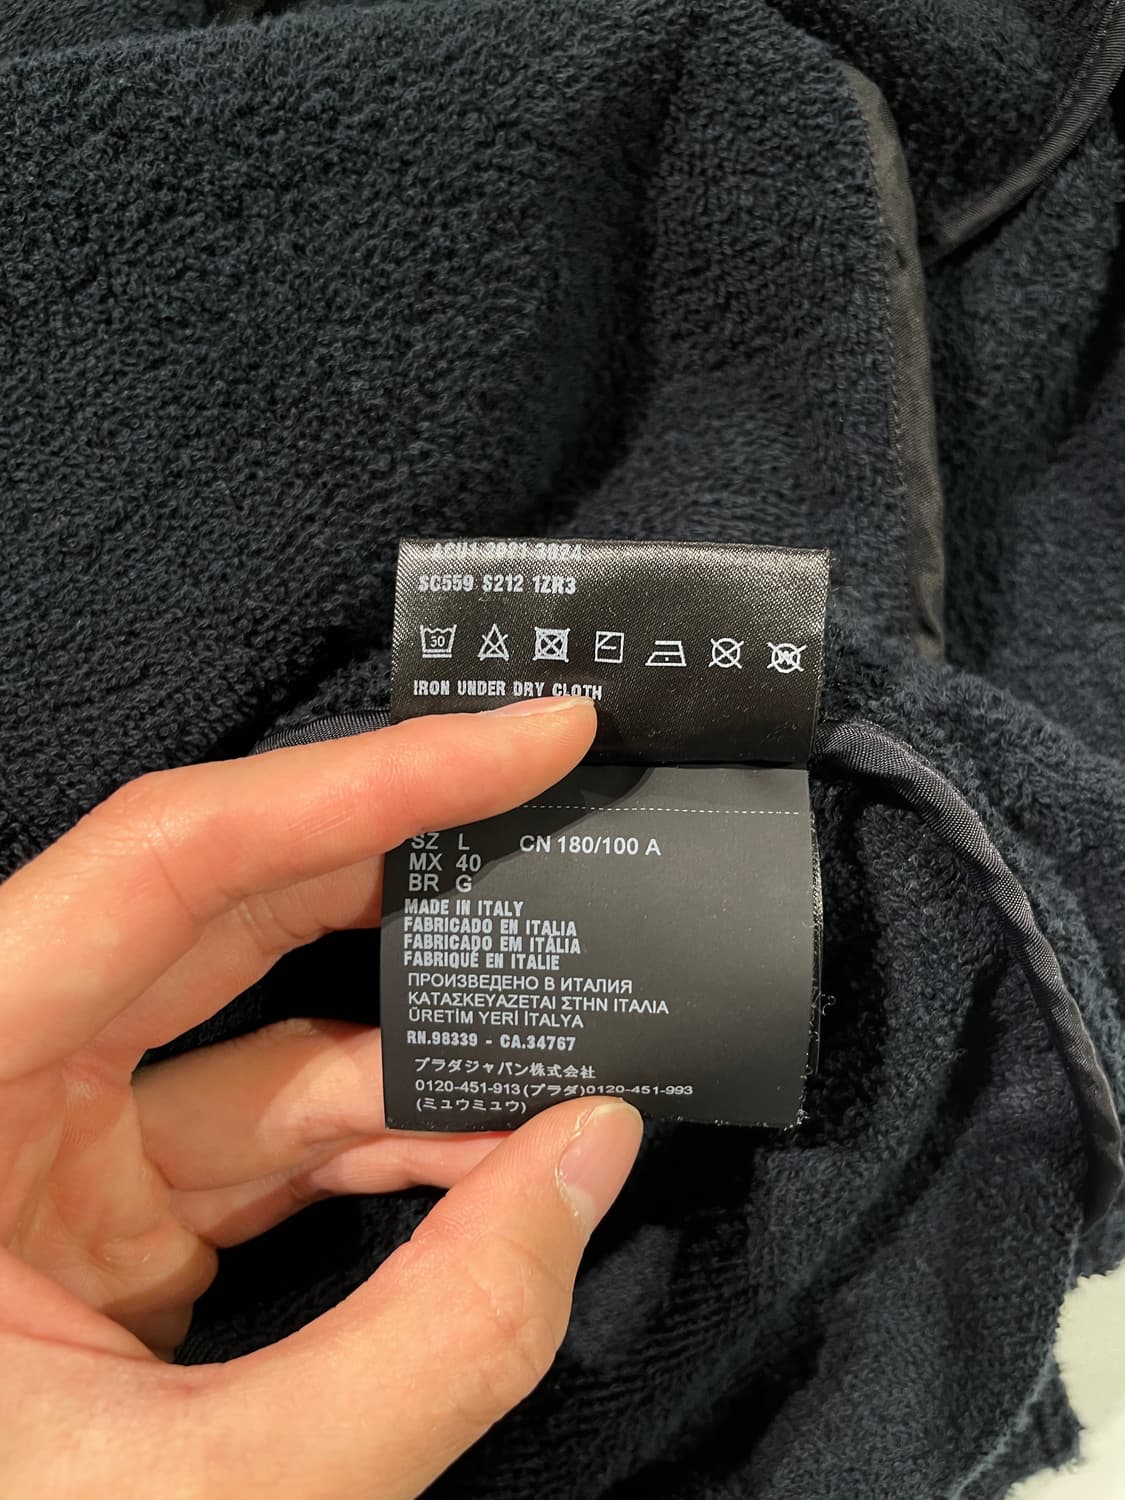 SC559 S212 1ZR3
30
W
IRON UNDER DRY CLOTH
SZ L CN 180/100 A
MX 40
BR G
MADE IN ITALY
FABRICADO EN ITALIA
FABRICADO EM ITÁLIA
FABRIQUÉ EN ITALIE
ПРОИЗВЕДЕНО В ИТАЛИЯ
ΚΑΤΑΣΚΕΥΑΖΕΤΑΙ ΣΤΗΝ ΙΤΑΛΙΑ
ÜRETİM YERİ İTALYA
RN.98339 - CA.34767
プラダジャパン株式会社
0120-451-913(プラダ)0120-451-993
(ミュウミュウ)